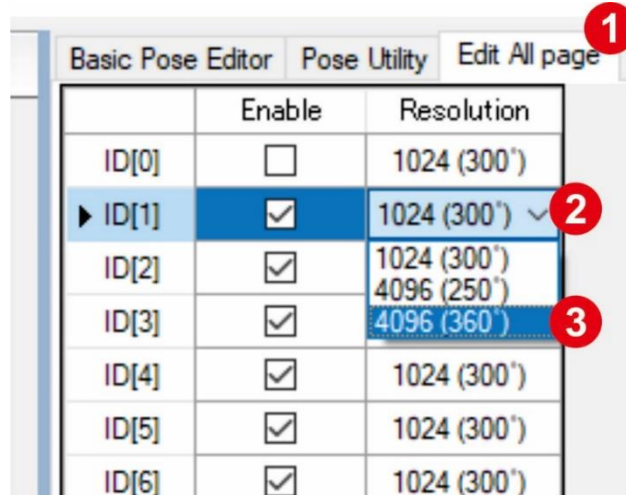 1
Basic Pose Editor Pose Utility Edit All page
Enable Resolution
ID[0] 1024 (300°)
ID[1] 1024 (300°) 2
ID[2] 1024 (300°)
4096 (250°)
ID[3] 4096 (360°) 3
ID[4] 1024 (300°)
ID[5] 1024 (300°)
ID[6] 1024 (300°)